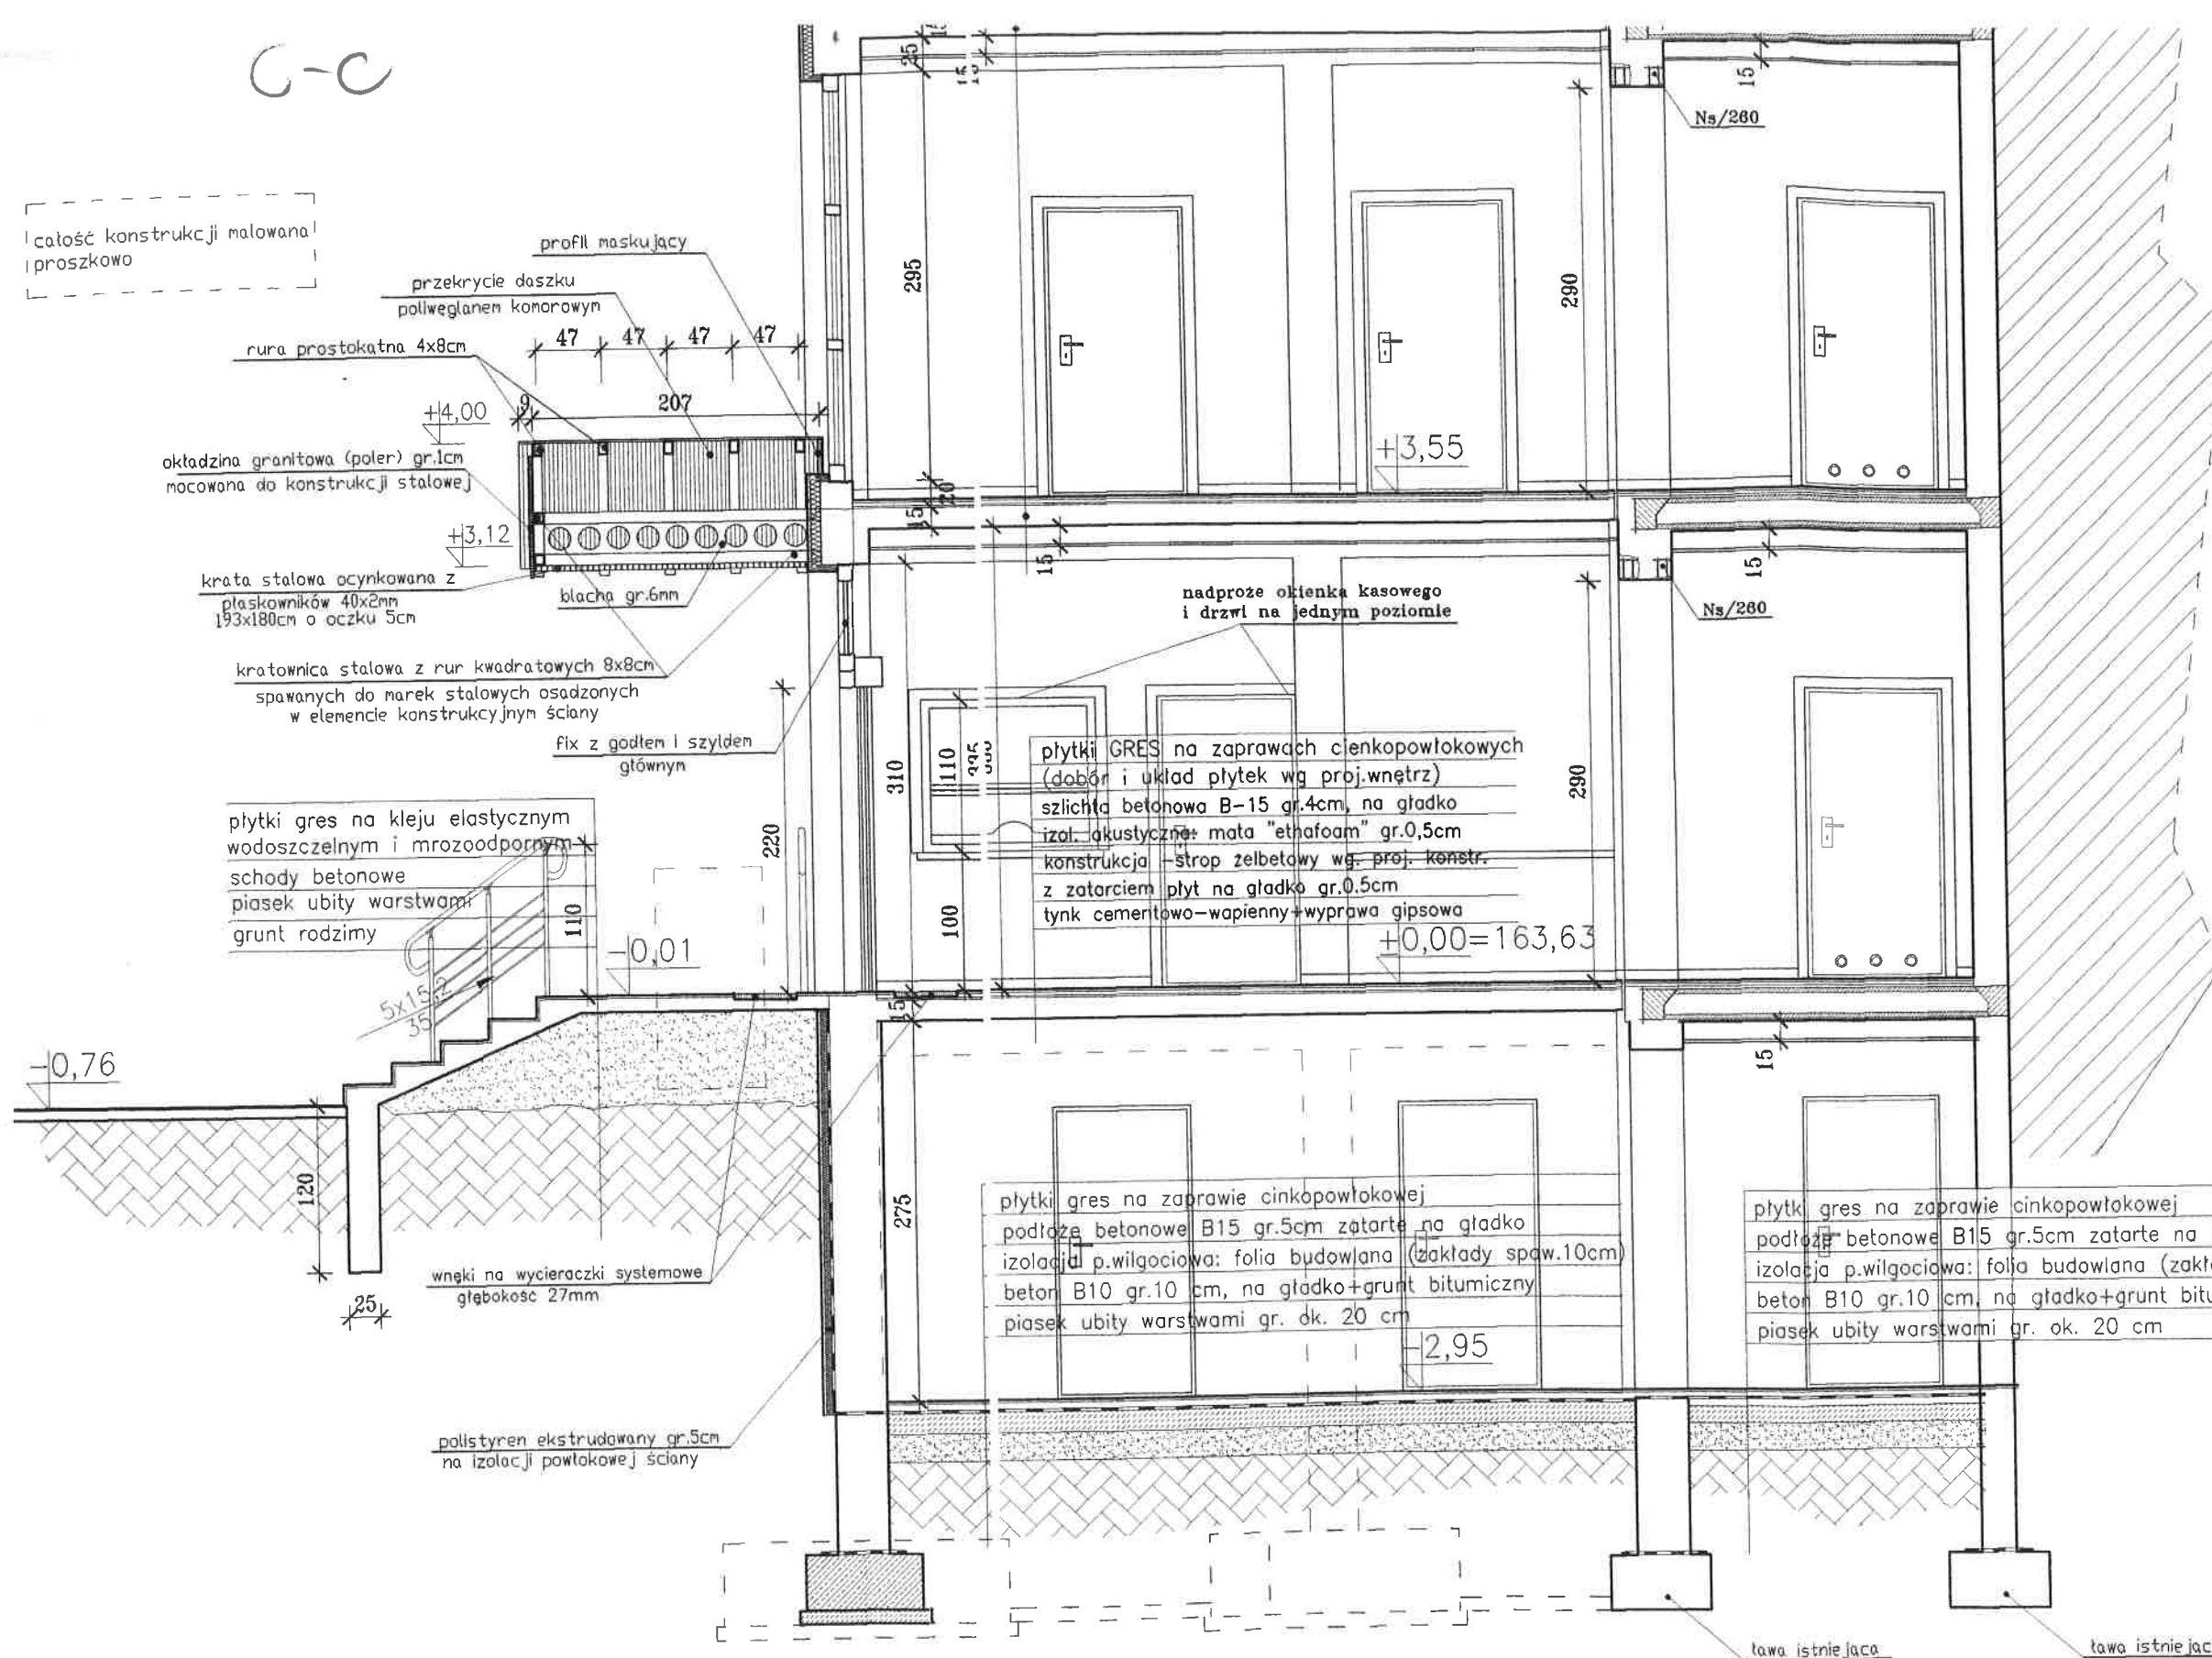 C-C
całość konstrukcji malowana
proszkowo
profil maskujący
przekrycie daszku
poliwęglanem komorowym
47 47 47 47
rura prostokątna 4x8cm
9 207
+4,00
okładzina granitowa (poler) gr.1cm
mocowana do konstrukcji stalowej
+3,12
krata stalowa ocynkowana z
płaskowników 40x2mm
193x180cm o oczku 5cm
blacha gr.6mm
kratownica stalowa z rur kwadratowych 8x8cm
spawanych do marek stalowych osadzonych
w elemencie konstrukcyjnym ściany
fix z godłem i szyldem
głównym
25
15
15
Ns/260
295
290
+3,55
20
15
15
15
Ns/260
nadproże okienka kasowego
i drzwi na jednym poziomie
310
110
290
220
100
płytki GRES na zaprawach cienkopowłokowych
(dobór i układ płytek wg proj.wnętrz)
szlichta betonowa B-15 gr.4cm, na gładko
izol. akustyczna: mata "ethafoam" gr.0,5cm
konstrukcja -strop żelbetowy wg. proj. konstr.
z zatarciem płyt na gładko gr.0.5cm
tynk cementowo-wapienny+wyprawa gipsowa
±0,00=163,63
płytki gres na kleju elastycznym
wodoszczelnym i mrozoodpornym
schody betonowe
piasek ubity warstwami
grunt rodzimy
110
-0,01
5x15,2
35
-0,76
15
15
120
25
275
wnęki na wycieraczki systemowe
głębokość 27mm
polistyren ekstrudowany gr.5cm
na izolacji powłokowej ściany
płytki gres na zaprawie cinkopowłokowej
podłoże betonowe B15 gr.5cm zatarte na gładko
izolacja p.wilgociowa: folia budowlana (zakłady spaw.10cm)
beton B10 gr.10 cm, na gładko+grunt bitumiczny
piasek ubity warstwami gr. ok. 20 cm
-2,95
płytki gres na zaprawie cinkopowłokowej
podłoże betonowe B15 gr.5cm zatarte na
izolacja p.wilgociowa: folia budowlana
beton B10 gr.10 cm, na gładko+grunt
piasek ubity warstwami gr. ok. 20 cm
ława istniejąca
ława